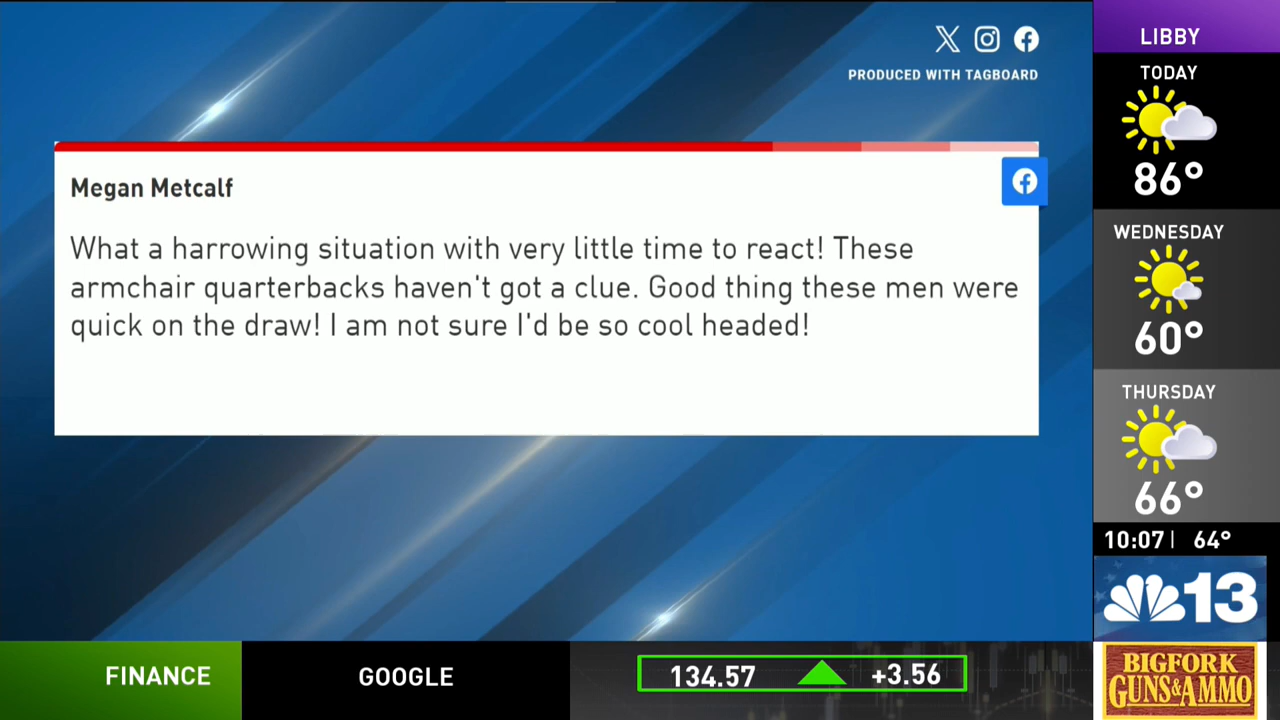 PRODUCED WITH TAGBOARD
Megan Metcalf
What a harrowing situation with very little time to react! These
armchair quarterbacks haven't got a clue. Good thing these men were
quick on the draw! I am not sure I'd be so cool headed!
LIBBY
TODAY
86°
WEDNESDAY
60°
THURSDAY
66°
10:07 | 64°
13
BIGFORK
GUNS & AMMO
FINANCE
GOOGLE
134.57 +3.56